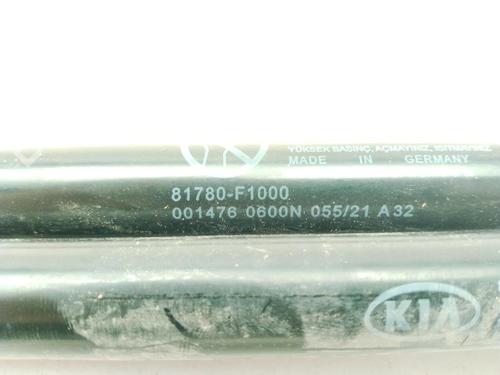 YÜKSEK BASINÇ, AÇMAYINIZ, ISITMAYINIZ
MADE IN GERMANY
81780-F1000
001476 0600N 055/21 A32
KIA